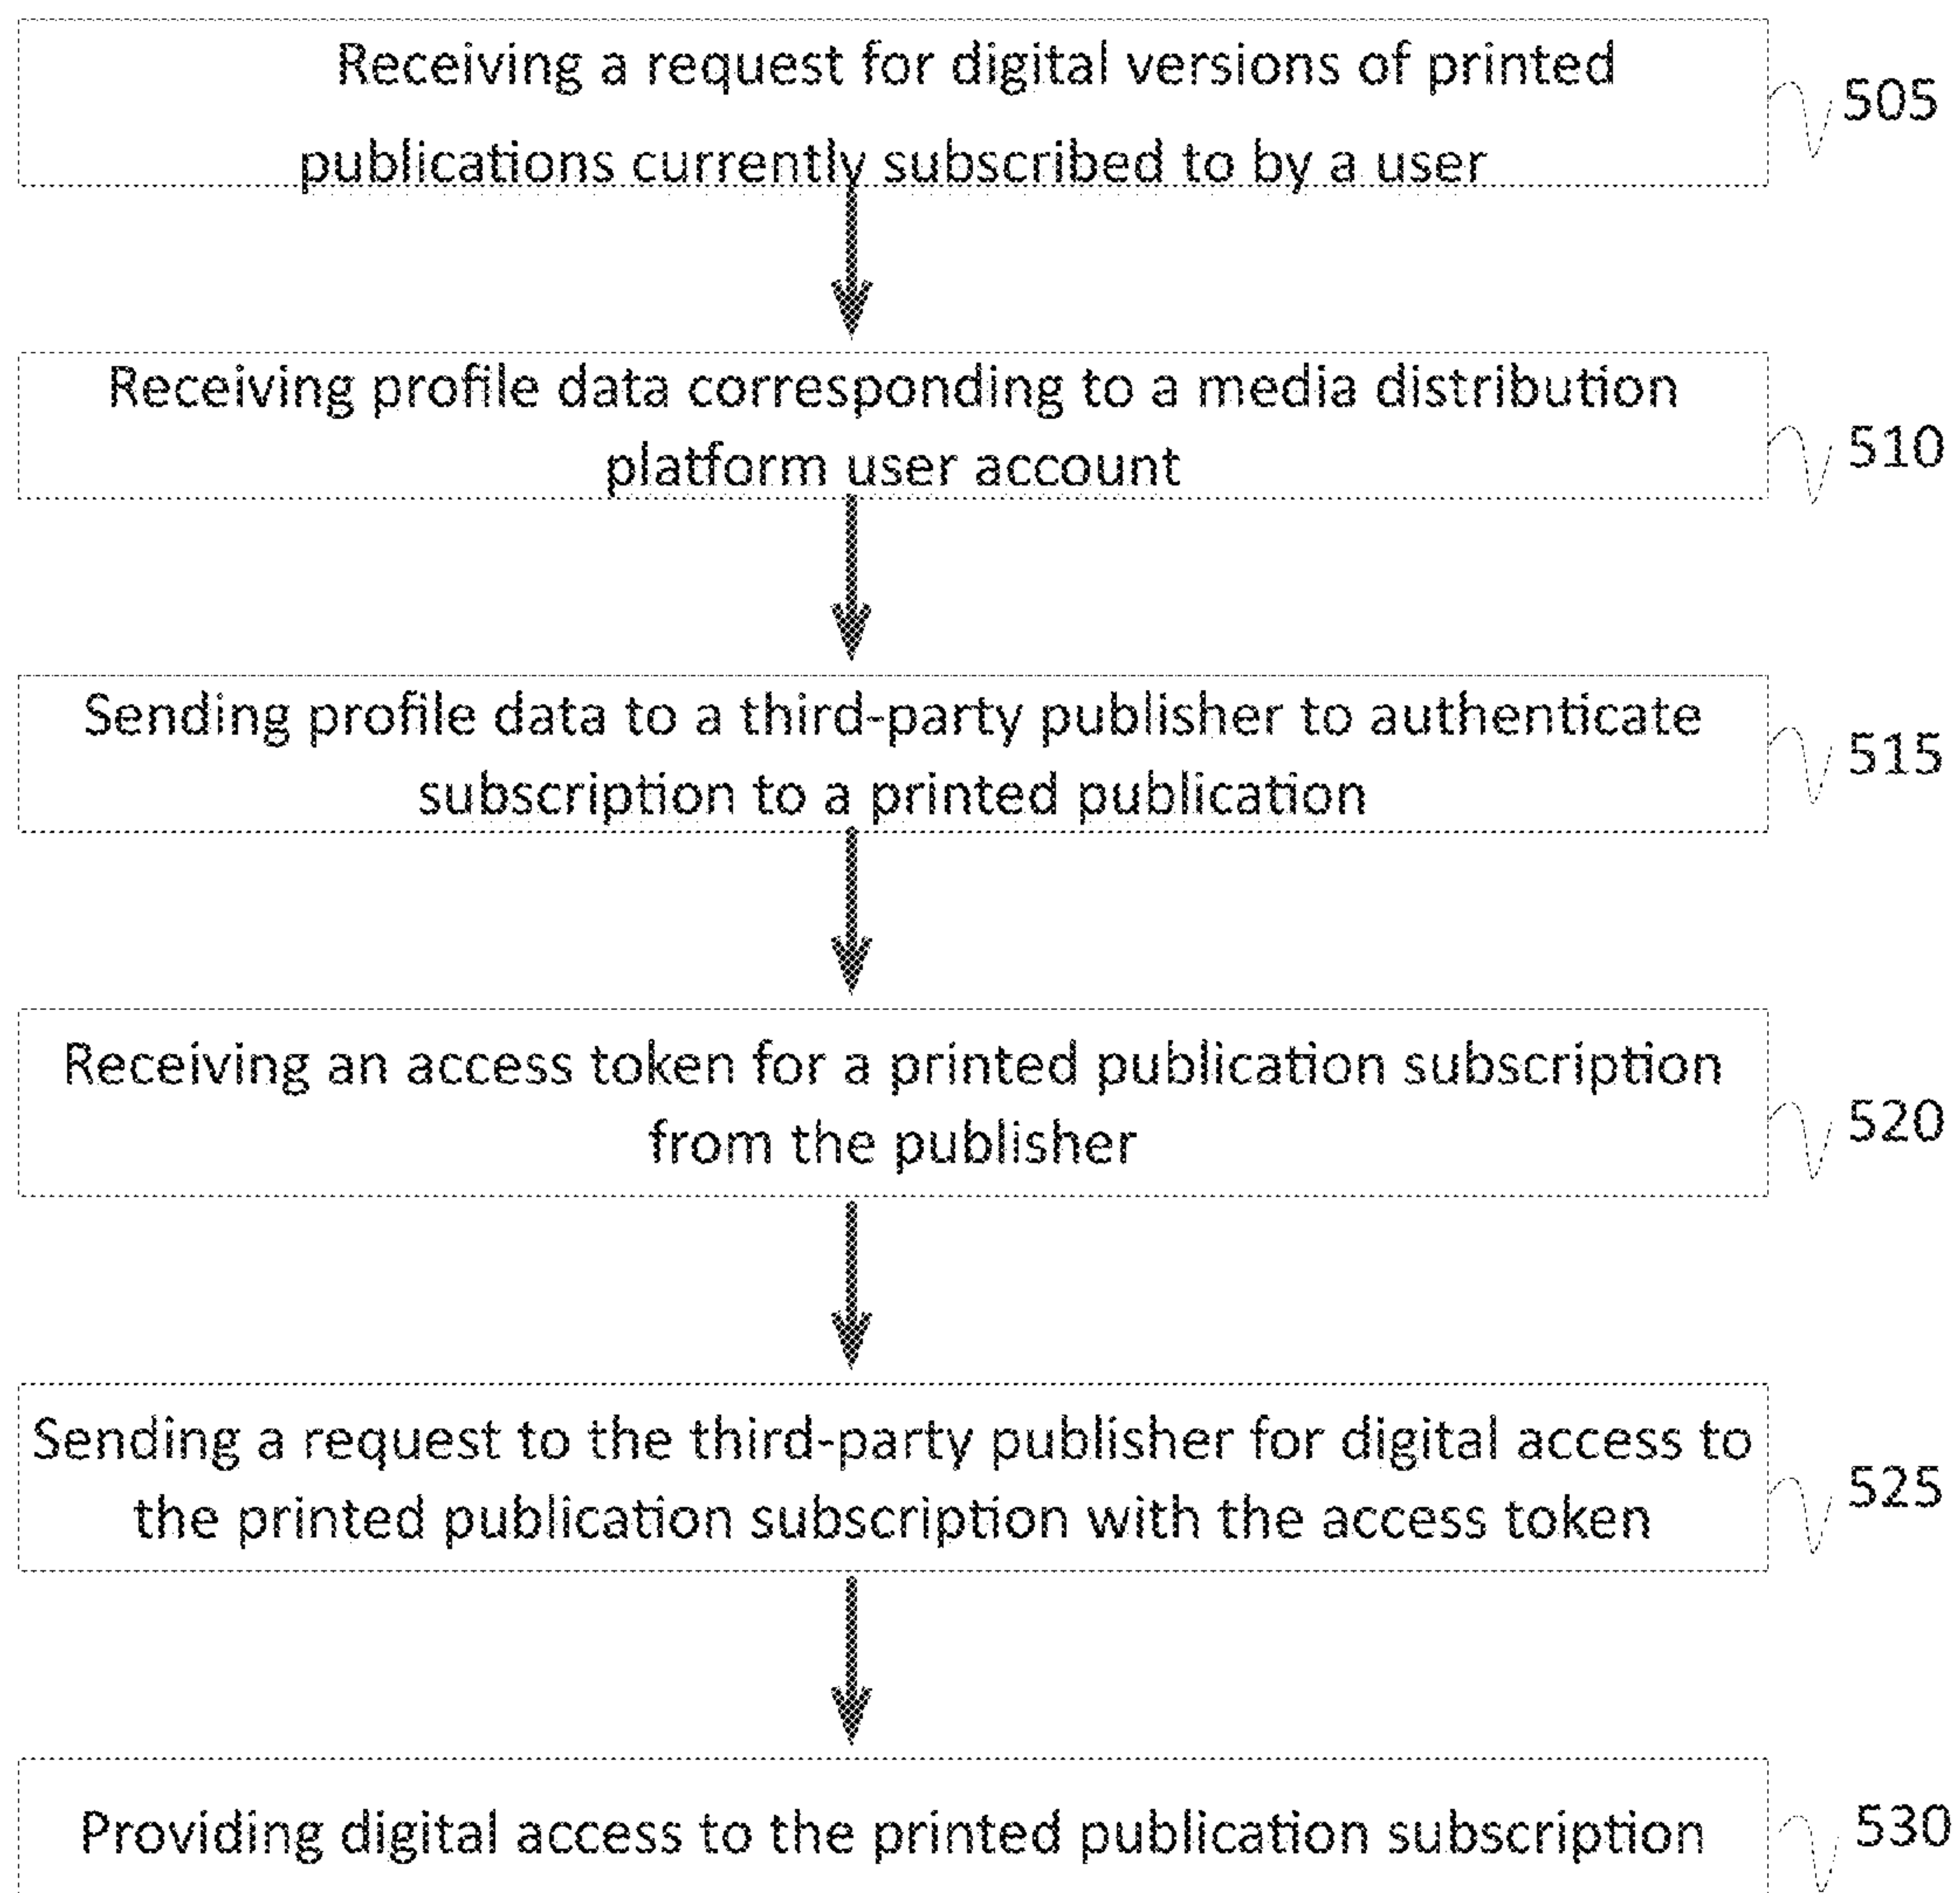 Receiving a request for digital versions of printed
publications currently subscribed to by a user
505
Receiving profile data corresponding to a media distribution
platform user account
510
Sending profile data to a third-party publisher to authenticate
subscription to a printed publication
515
Receiving an access token for a printed publication subscription
from the publisher
520
Sending a request to the third-party publisher for digital access to
the printed publication subscription with the access token
525
Providing digital access to the printed publication subscription
530